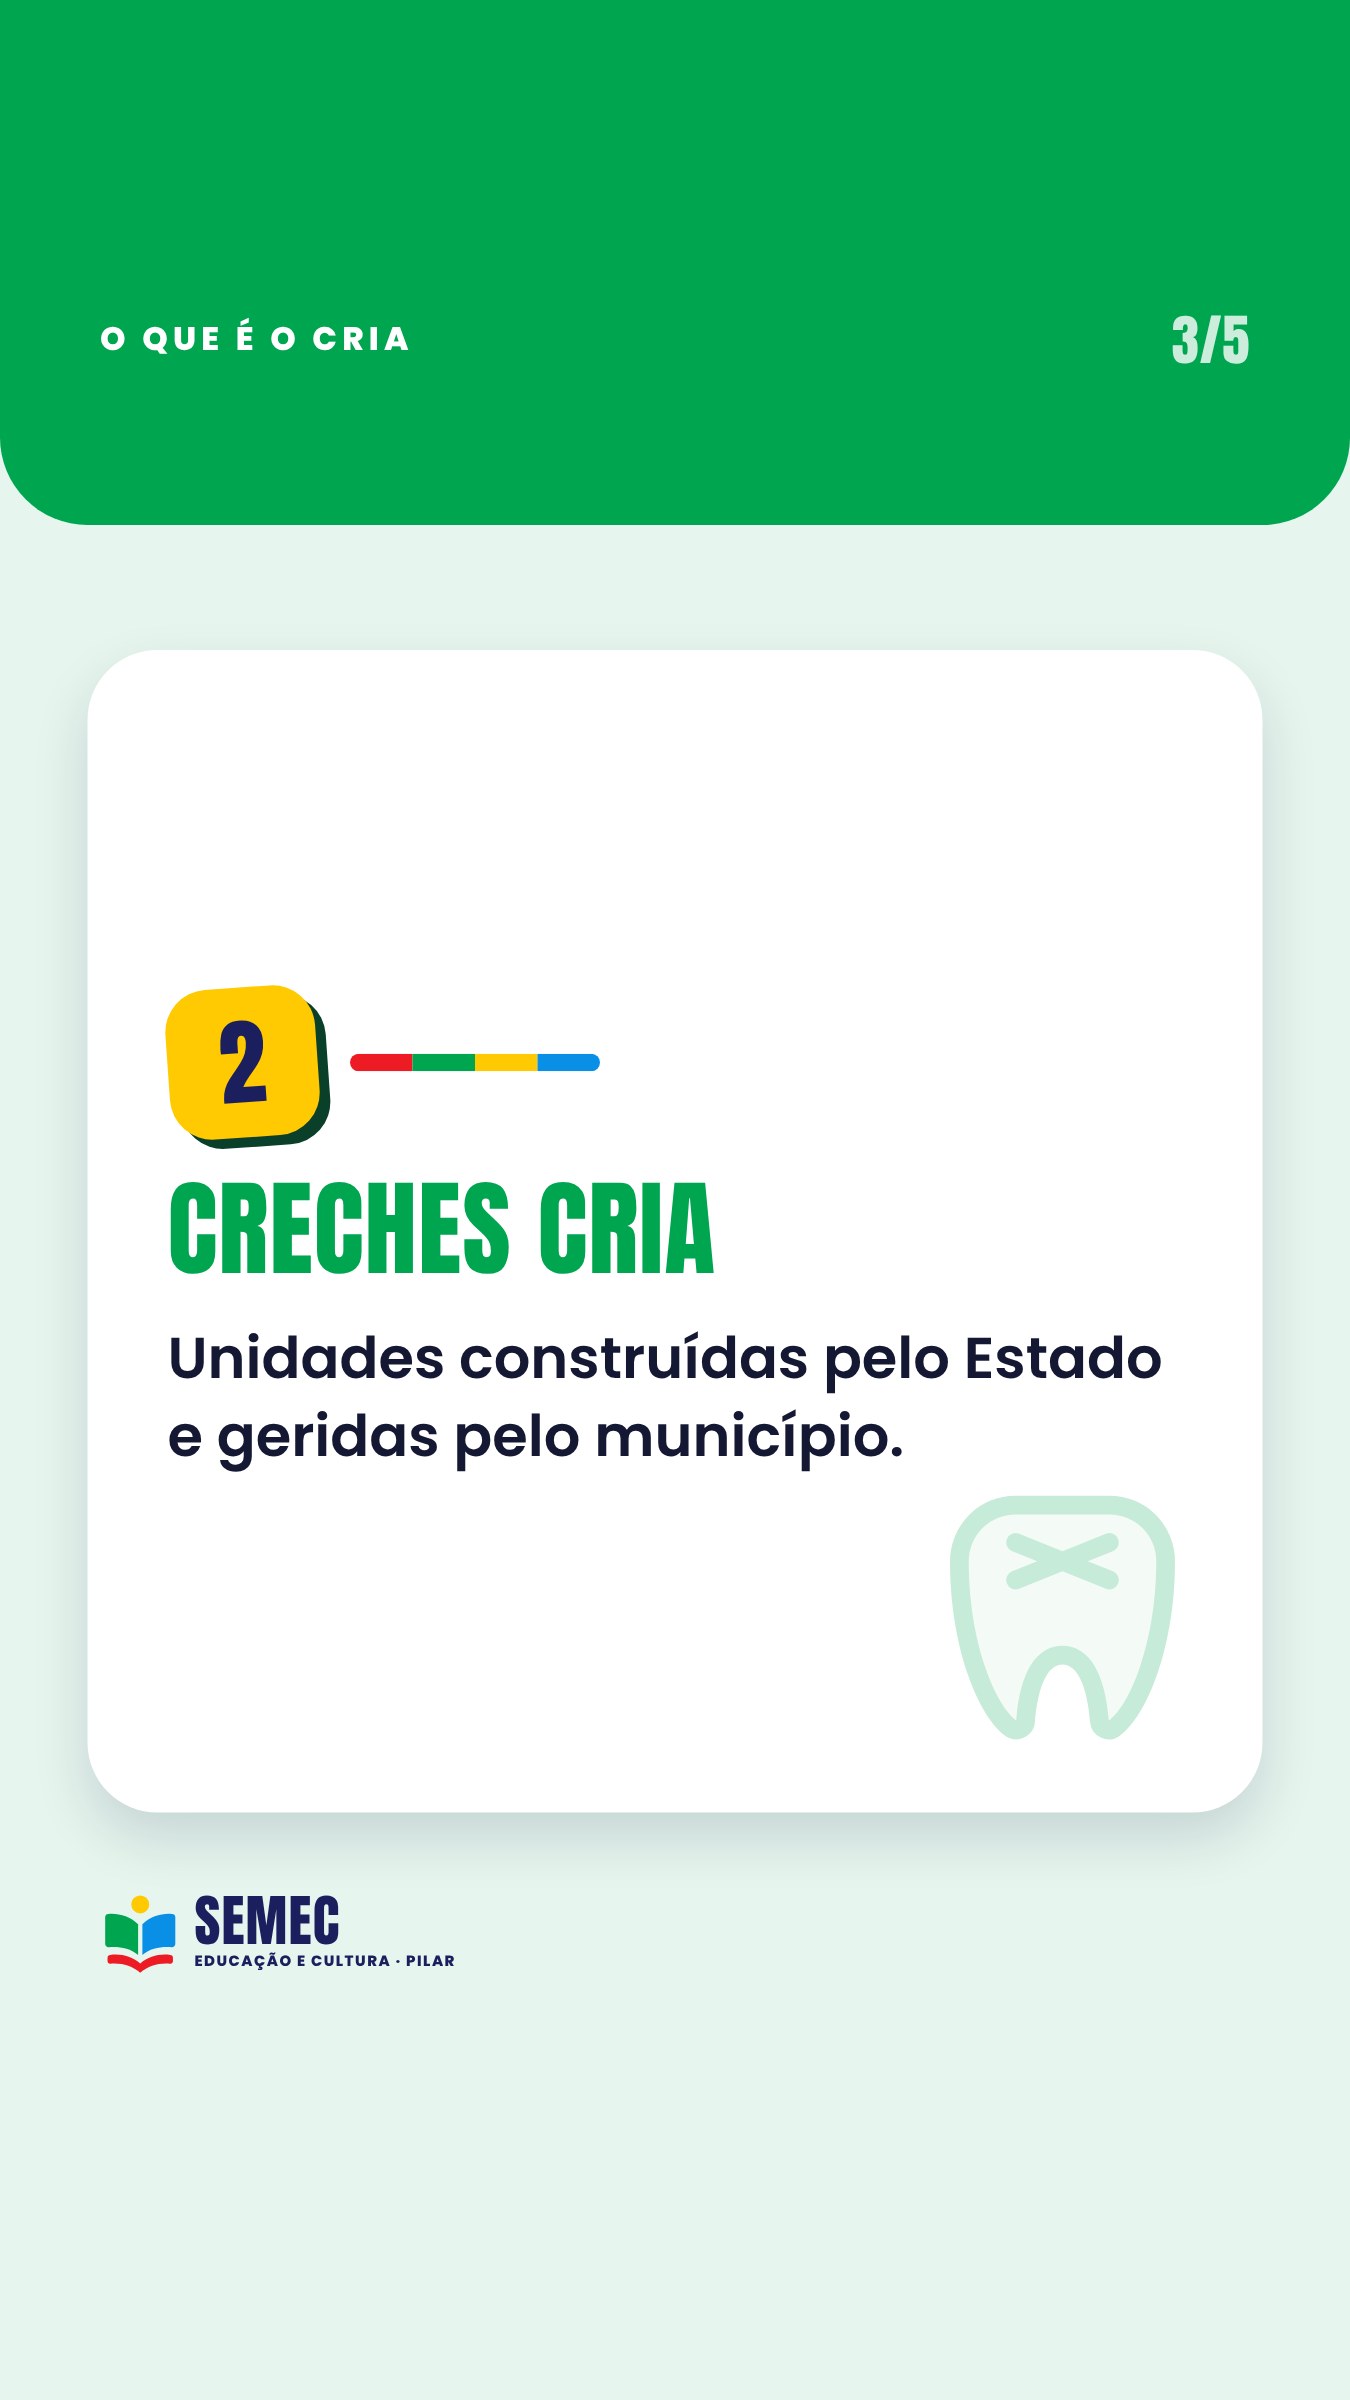 O QUE É O CRIA
3/5
2
CRECHES CRIA
Unidades construídas pelo Estado
e geridas pelo município.
SEMEC
EDUCAÇÃO E CULTURA · PILAR